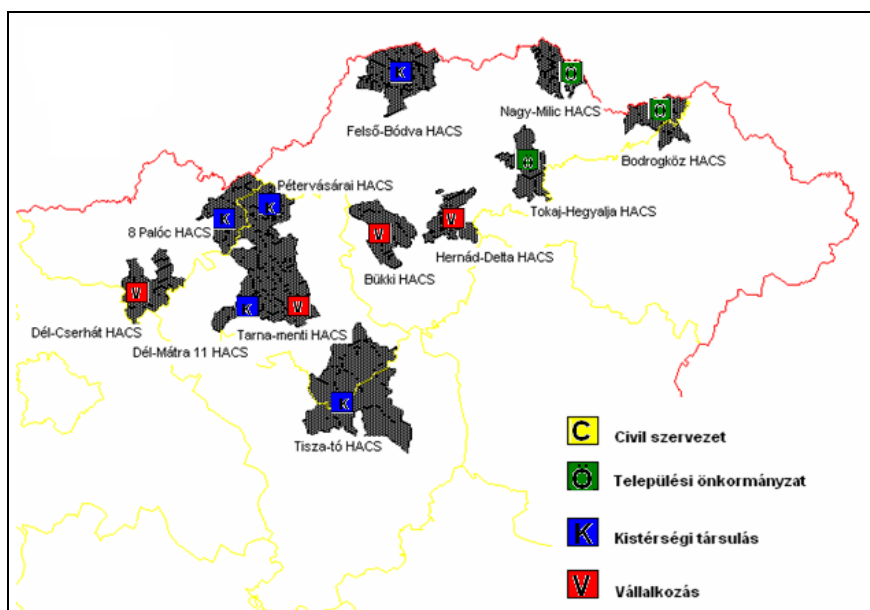 K
Felső-Bódva HACS
Ö
Nagy-Milic HACS
Ö
Bodrogköz HACS
Ö
Tokaj-Hegyalja HACS
Pétervásárai HACS
K
K
8 Palóc HACS
V
Bükki HACS
V
Hernád-Delta HACS
V
Dél-Cserhát HACS
K
V
Tarna-menti HACS
Dél-Mátra 11 HACS
K
Tisza-tó HACS
C Civil szervezet
Ö Települési önkormányzat
K Kistérségi társulás
V Vállalkozás